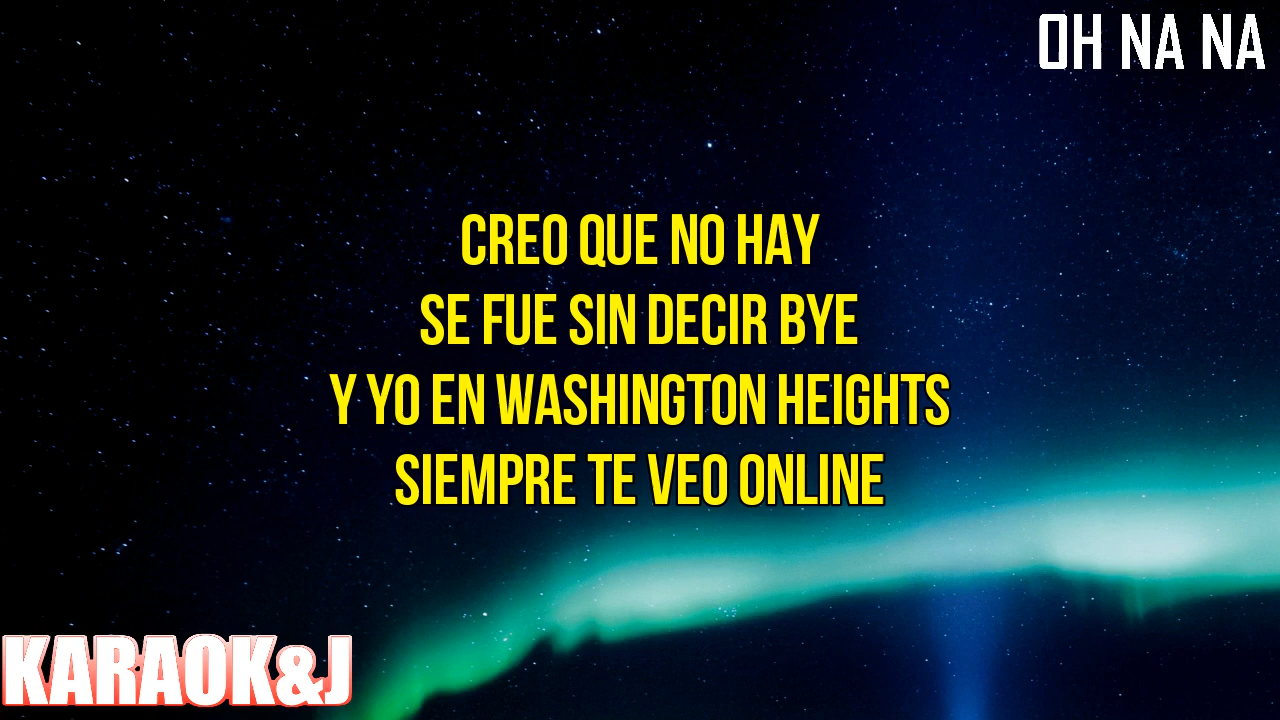 OH NA NA
CREO QUE NO HAY
SE FUE SIN DECIR BYE
Y YO EN WASHINGTON HEIGHTS
SIEMPRE TE VEO ONLINE
KARAOK&J